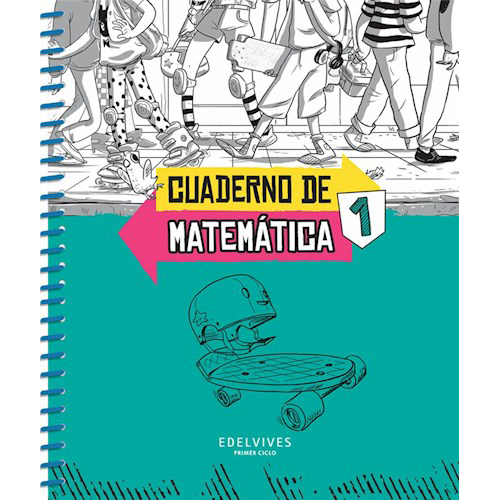 CUADERNO DE
MATEMÁTICA
1
EDELVIVES
PRIMER CICLO